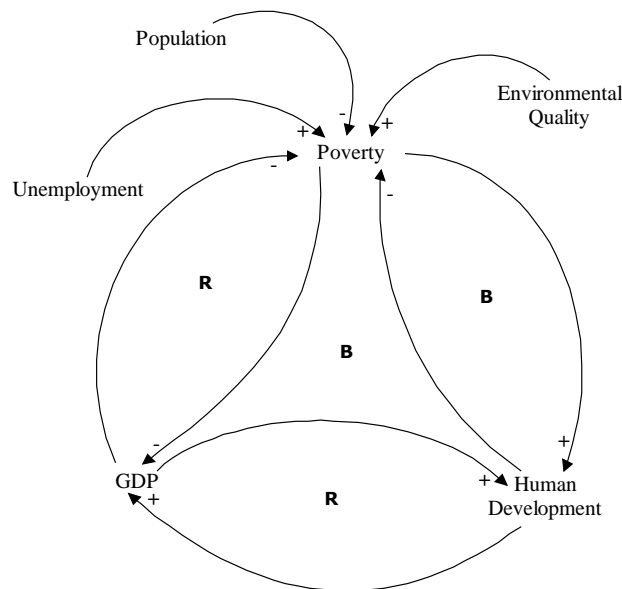 Population
Environmental
Quality
-
+
+
Poverty
Unemployment
-
-
R
B
B
-
+
GDP
+
+
Human
Development
R